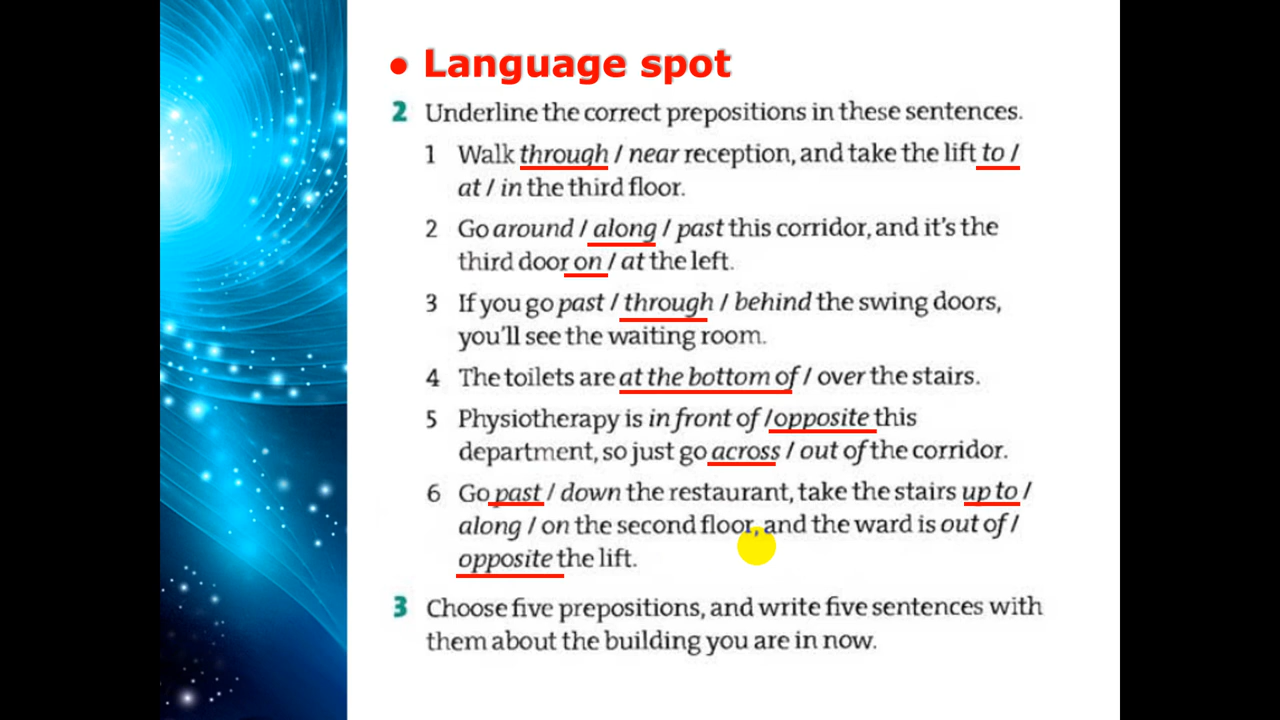 • Language spot
2 Underline the correct prepositions in these sentences.
1 Walk through / near reception, and take the lift to /
at / in the third floor.
2 Go around / along / past this corridor, and it's the
third door on / at the left.
3 If you go past / through / behind the swing doors,
you'll see the waiting room.
4 The toilets are at the bottom of / over the stairs.
5 Physiotherapy is in front of / opposite this
department, so just go across / out of the corridor.
6 Go past / down the restaurant, take the stairs up to /
along / on the second floor, and the ward is out of /
opposite the lift.
3 Choose five prepositions, and write five sentences with
them about the building you are in now.